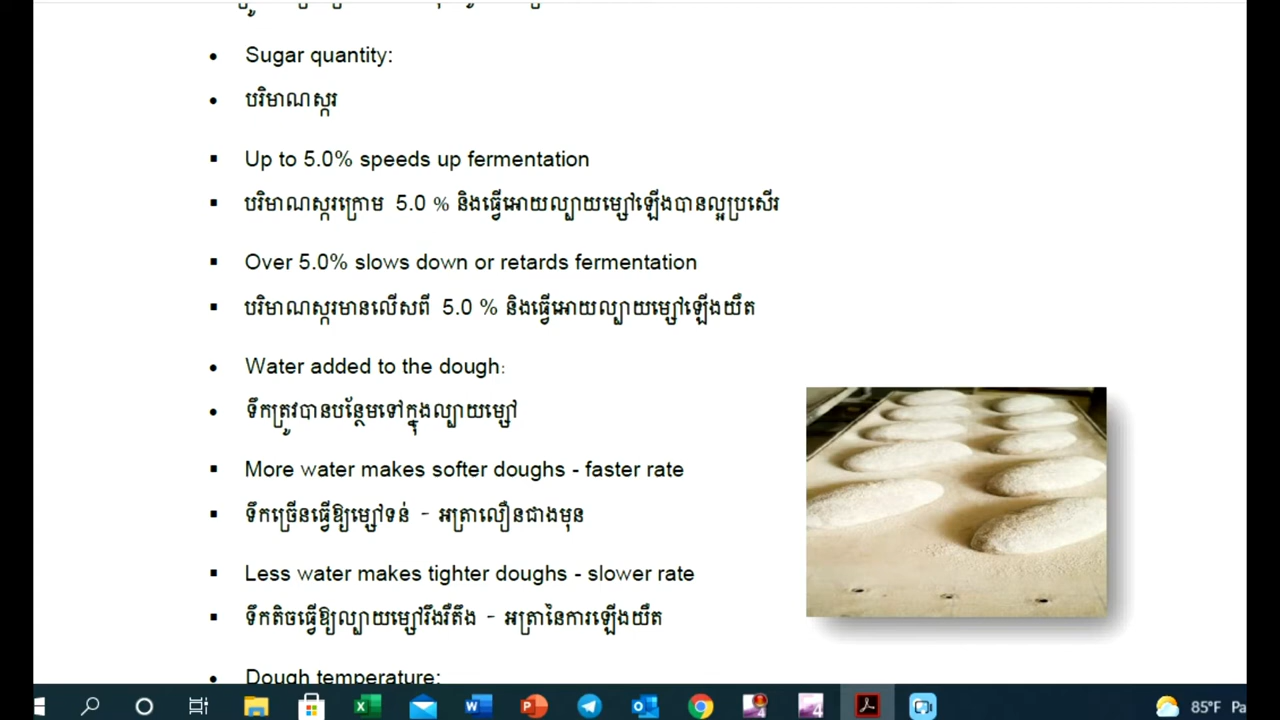 • Sugar quantity:
• បរិមាណស្ករ
▪ Up to 5.0% speeds up fermentation
▪ បរិមាណស្ករក្រោម 5.0 % និងធ្វើអោយល្បាយម្សៅឡើងបានល្អប្រសើរ
▪ Over 5.0% slows down or retards fermentation
▪ បរិមាណស្ករមានលើសពី 5.0 % និងធ្វើអោយល្បាយម្សៅឡើងយឺត
• Water added to the dough:
• ទឹកត្រូវបានបន្ថែមទៅក្នុងល្បាយម្សៅ
▪ More water makes softer doughs - faster rate
▪ ទឹកច្រើនធ្វើឱ្យម្សៅទន់ - អត្រាលឿនជាងមុន
▪ Less water makes tighter doughs - slower rate
▪ ទឹកតិចធ្វើឱ្យល្បាយម្សៅរឹងរឺតឹង - អត្រានៃការឡើងយឺត
• Dough temperature:
85°F